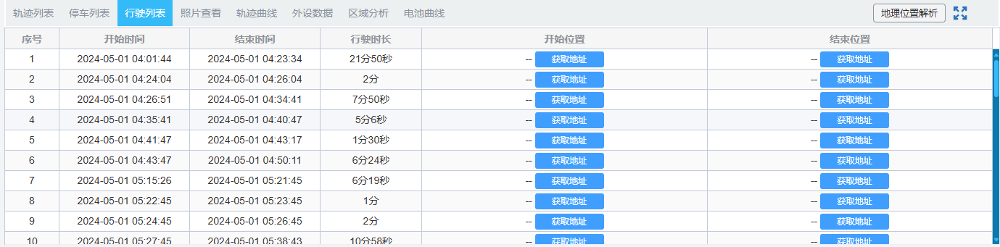 轨迹列表 停车列表 行驶列表 照片查看 轨迹曲线 外设数据 区域分析 电池曲线 地理位置解析
序号 开始时间 结束时间 行驶时长 开始位置 结束位置
1 2024-05-01 04:01:44 2024-05-01 04:23:34 21分50秒 -- 获取地址 -- 获取地址
2 2024-05-01 04:24:04 2024-05-01 04:26:04 2分 -- 获取地址 -- 获取地址
3 2024-05-01 04:26:51 2024-05-01 04:34:41 7分50秒 -- 获取地址 -- 获取地址
4 2024-05-01 04:35:41 2024-05-01 04:40:47 5分6秒 -- 获取地址 -- 获取地址
5 2024-05-01 04:41:47 2024-05-01 04:43:17 1分30秒 -- 获取地址 -- 获取地址
6 2024-05-01 04:43:47 2024-05-01 04:50:11 6分24秒 -- 获取地址 -- 获取地址
7 2024-05-01 05:15:26 2024-05-01 05:21:45 6分19秒 -- 获取地址 -- 获取地址
8 2024-05-01 05:22:45 2024-05-01 05:23:45 1分 -- 获取地址 -- 获取地址
9 2024-05-01 05:24:45 2024-05-01 05:26:45 2分 -- 获取地址 -- 获取地址
10 2024-05-01 05:27:45 2024-05-01 05:38:43 10分58秒 -- 获取地址 -- 获取地址